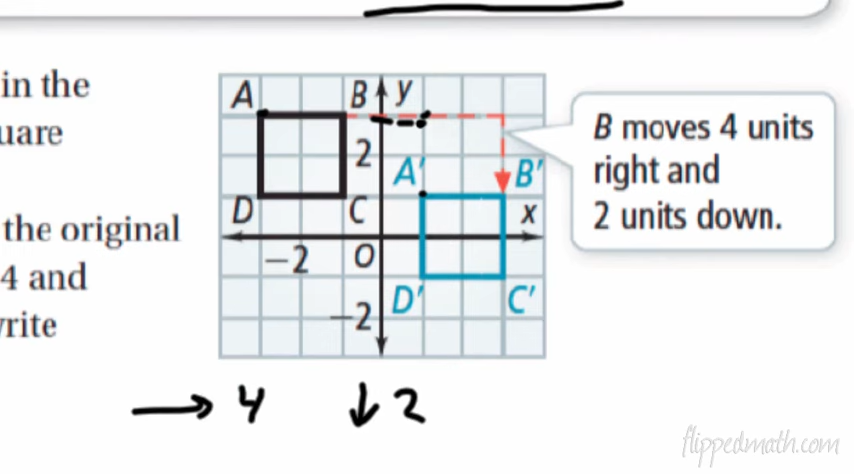 in the
uare
the original
4 and
rite
A
B
y
2
A'
B'
D
C
x
-2
O
D'
C'
-2
B moves 4 units
right and
2 units down.
→ 4 ↓ 2
flippedmath.com